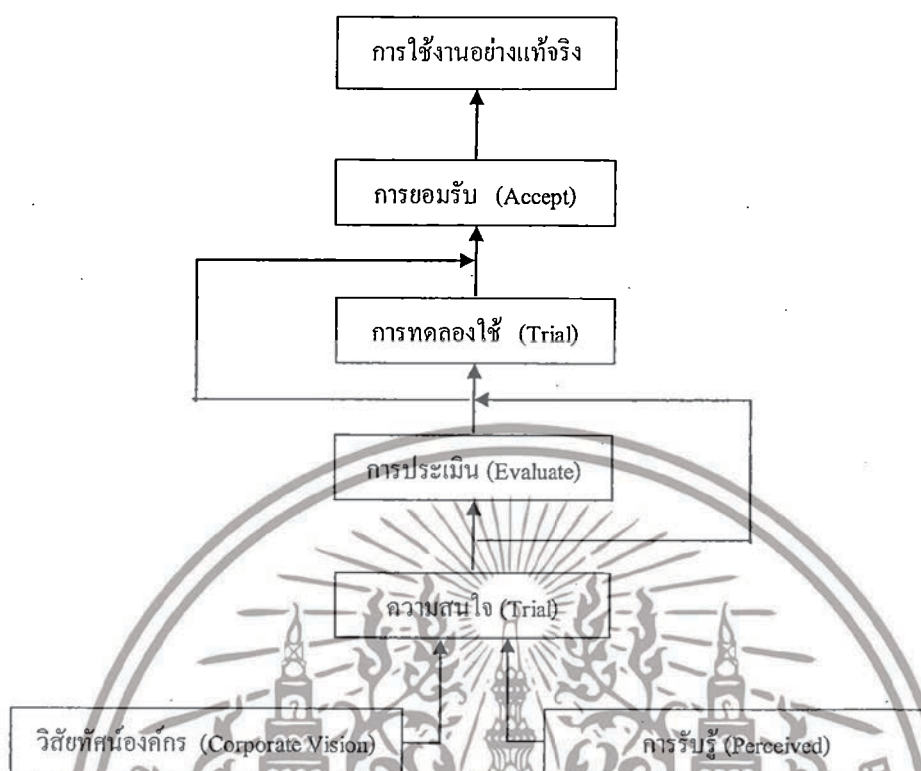 การใช้งานอย่างแท้จริง
การยอมรับ (Accept)
การทดลองใช้ (Trial)
การประเมิน (Evaluate)
ความสนใจ (Trial)
วิสัยทัศน์องค์กร (Corporate Vision)
การรับรู้ (Perceived)